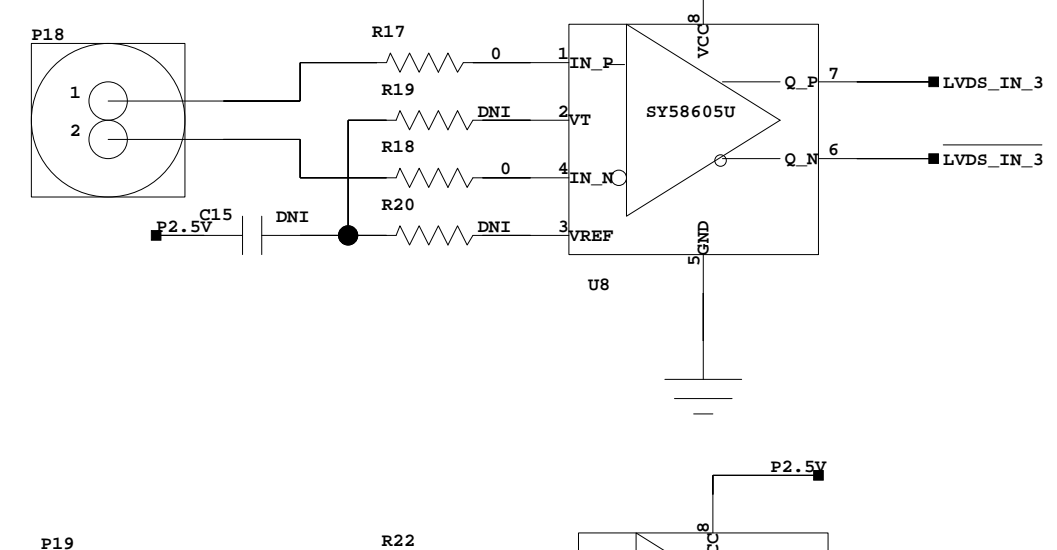 P18
R17
8
VCC
0
1
IN_P
1
Q_P
7
LVDS_IN_3
R19
DNI
2
VT
SY58605U
2
R18
0
4
IN_N
Q_N
6
LVDS_IN_3
C15
DNI
R20
P2.5V
DNI
3
VREF
5
GND
U8
P2.5V
8
P19
R22